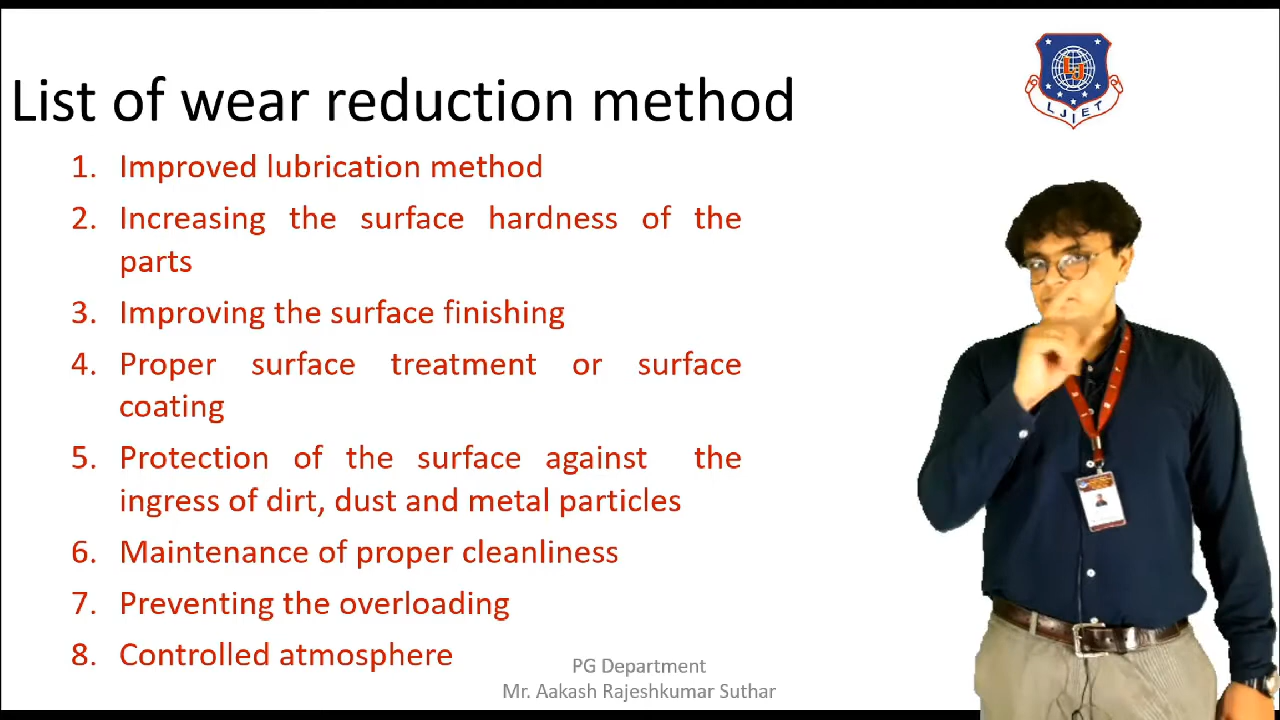 List of wear reduction method
LJIET
1. Improved lubrication method
2. Increasing the surface hardness of the
parts
3. Improving the surface finishing
4. Proper surface treatment or surface
coating
5. Protection of the surface against the
ingress of dirt, dust and metal particles
6. Maintenance of proper cleanliness
7. Preventing the overloading
8. Controlled atmosphere
PG Department
Mr. Aakash Rajeshkumar Suthar